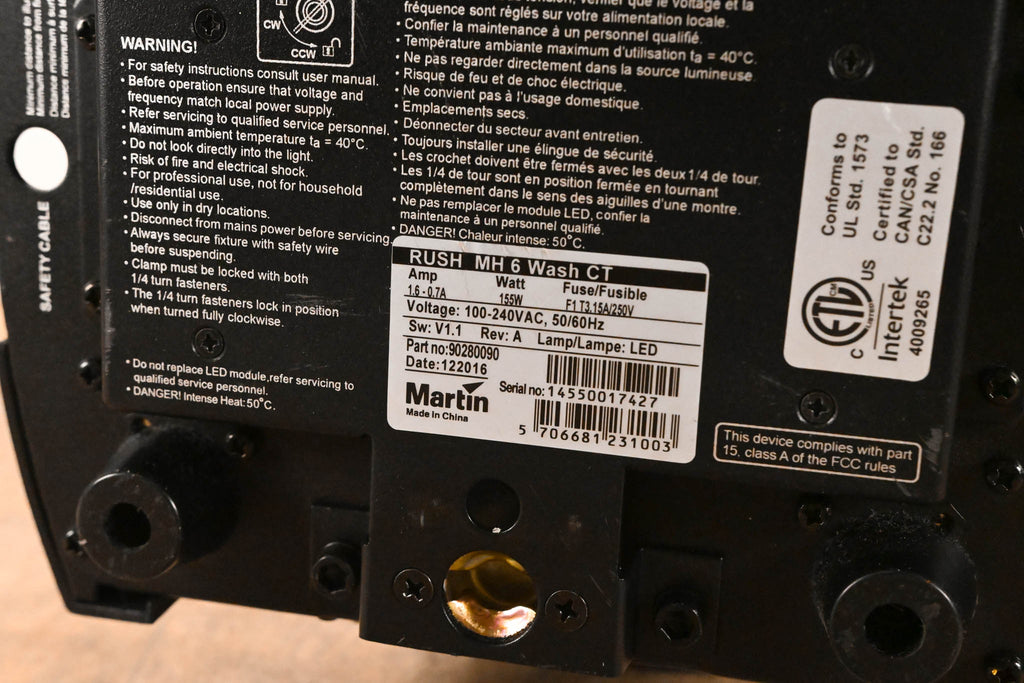 CW
CCW
WARNING!
• For safety instructions consult user manual.
• Before operation ensure that voltage and
frequency match local power supply.
• Refer servicing to qualified service personnel.
• Maximum ambient temperature ta = 40°C.
• Do not look directly into the light.
• Risk of fire and electrical shock.
• For professional use, not for household
/residential use.
• Use only in dry locations.
• Disconnect from mains power before servicing.
• Always secure fixture with safety wire
before suspending.
• Clamp must be locked with both
1/4 turn fasteners.
• The 1/4 turn fasteners lock in position
when turned fully clockwise.
• Do not replace LED module,refer servicing to
qualified service personnel.
• DANGER! Intense Heat: 50°C.
vérifier que le voltage et la
fréquence sont réglés sur votre alimentation locale.
• Confier la maintenance à un personnel qualifié.
• Température ambiante maximum d'utilisation ta = 40°C.
• Ne pas regarder directement dans la source lumineuse
• Risque de feu et de choc électrique.
• Ne convient pas à l'usage domestique.
• Emplacements secs.
• Déonnecter du secteur avant entretien.
• Toujours installer une élingue de sécurité.
• Les crochet doivent être fermés avec les deux 1/4 de tour.
• Les 1/4 de tour sont en position fermée en tournant
complètement dans le sens des aiguilles d'une montre.
• Ne pas remplacer le module LED, confier la
maintenance à un personnel qualifié.
• DANGER! Chaleur intense: 50°C.
SAFETY CABLE
RUSH MH 6 Wash CT
Amp Watt Fuse/Fusible
1.6 - 0.7A 155W F1 T3.15A/250V
Voltage: 100-240VAC, 50/60Hz
Sw: V1.1 Rev: A Lamp/Lampe: LED
Part no:90280090
Date:122016
Martin
Made in China
Serial no: 14550017427
5 706681 231003
Conforms to
UL Std. 1573
Certified to
CAN/CSA Std.
C22.2 No. 166
ETL
CM
LISTED
C
US
Intertek
4009265
This device complies with part
15, class A of the FCC rules